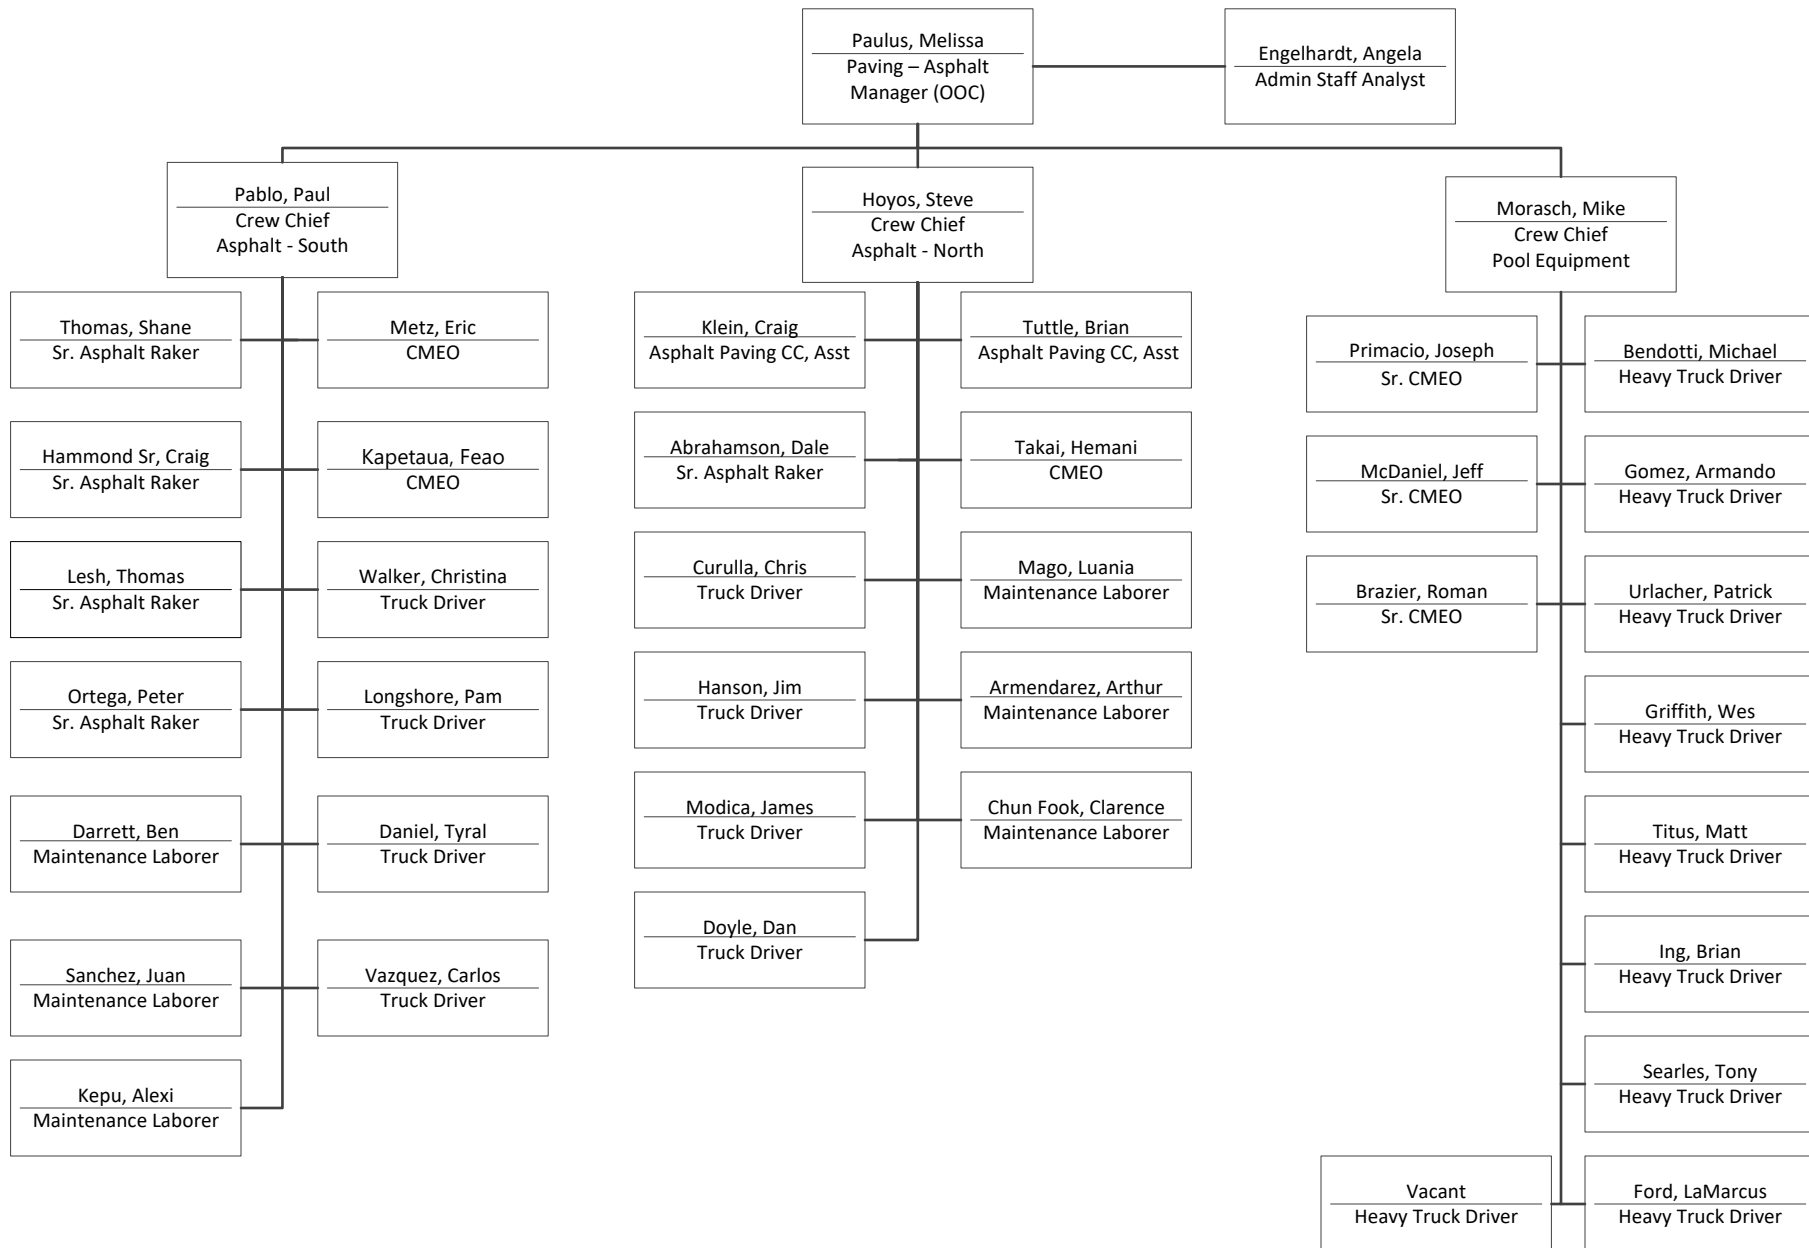 Paulus, Melissa
Paving – Asphalt
Manager (OOC)
Engelhardt, Angela
Admin Staff Analyst
Pablo, Paul
Crew Chief
Asphalt - South
Hoyos, Steve
Crew Chief
Asphalt - North
Morasch, Mike
Crew Chief
Pool Equipment
Thomas, Shane
Sr. Asphalt Raker
Metz, Eric
CMEO
Hammond Sr, Craig
Sr. Asphalt Raker
Kapetaua, Feao
CMEO
Lesh, Thomas
Sr. Asphalt Raker
Walker, Christina
Truck Driver
Ortega, Peter
Sr. Asphalt Raker
Longshore, Pam
Truck Driver
Darrett, Ben
Maintenance Laborer
Daniel, Tyral
Truck Driver
Sanchez, Juan
Maintenance Laborer
Vazquez, Carlos
Truck Driver
Kepu, Alexi
Maintenance Laborer
Klein, Craig
Asphalt Paving CC, Asst
Tuttle, Brian
Asphalt Paving CC, Asst
Abrahamson, Dale
Sr. Asphalt Raker
Takai, Hemani
CMEO
Curulla, Chris
Truck Driver
Mago, Luania
Maintenance Laborer
Hanson, Jim
Truck Driver
Armendarez, Arthur
Maintenance Laborer
Modica, James
Truck Driver
Chun Fook, Clarence
Maintenance Laborer
Doyle, Dan
Truck Driver
Primacio, Joseph
Sr. CMEO
Bendotti, Michael
Heavy Truck Driver
McDaniel, Jeff
Sr. CMEO
Gomez, Armando
Heavy Truck Driver
Brazier, Roman
Sr. CMEO
Urlacher, Patrick
Heavy Truck Driver
Griffith, Wes
Heavy Truck Driver
Titus, Matt
Heavy Truck Driver
Ing, Brian
Heavy Truck Driver
Searles, Tony
Heavy Truck Driver
Vacant
Heavy Truck Driver
Ford, LaMarcus
Heavy Truck Driver